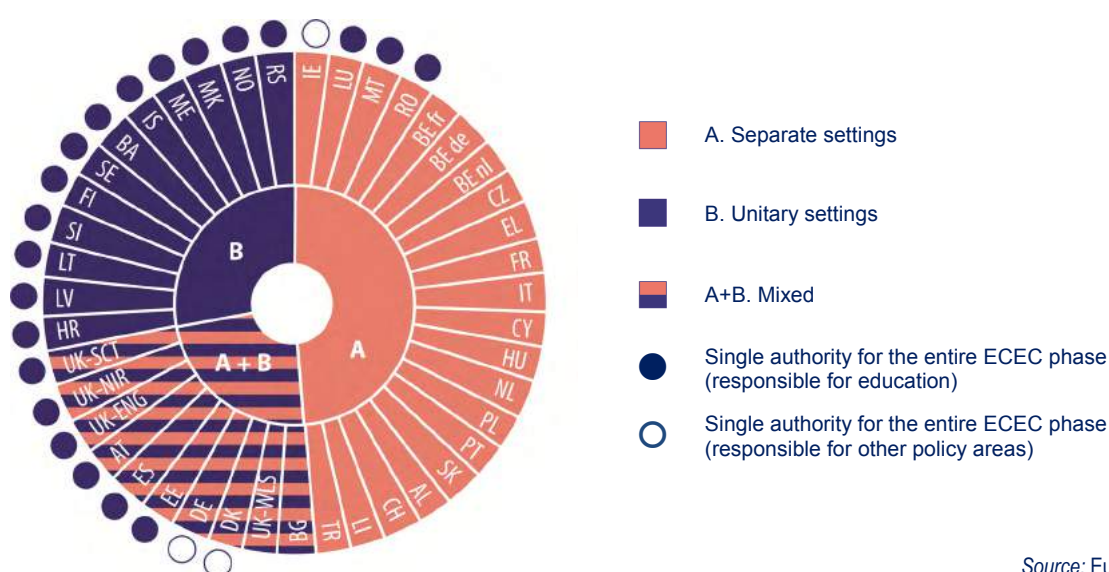 IE
LU
MT
RO
BE fr
BE de
BE nl
CZ
EL
FR
IT
CY
HU
NL
PL
PT
SK
AL
CH
LI
TR
BG
UK-WLS
DK
DE
EE
ES
AT
UK-ENG
UK-NIR
UK-SCT
HR
LV
LT
SI
FI
SE
BA
IS
ME
MK
NO
RS
B
A
A + B
A. Separate settings
B. Unitary settings
A+B. Mixed
Single authority for the entire ECEC phase
(responsible for education)
Single authority for the entire ECEC phase
(responsible for other policy areas)
Source: Eu